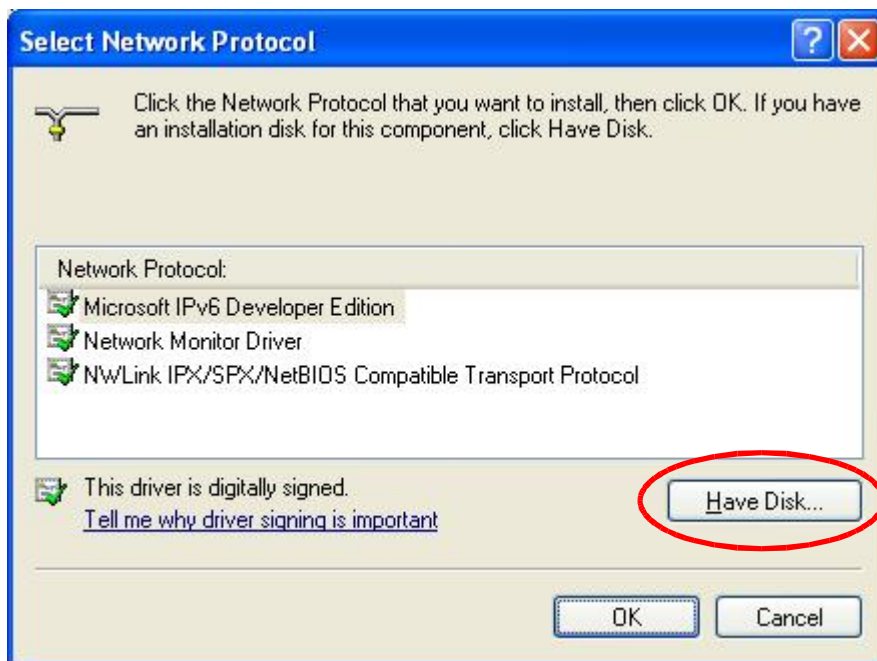 Select Network Protocol
Click the Network Protocol that you want to install, then click OK. If you have
an installation disk for this component, click Have Disk.
Network Protocol:
Microsoft IPv6 Developer Edition
Network Monitor Driver
NWLink IPX/SPX/NetBIOS Compatible Transport Protocol
This driver is digitally signed.
Tell me why driver signing is important
Have Disk...
OK
Cancel